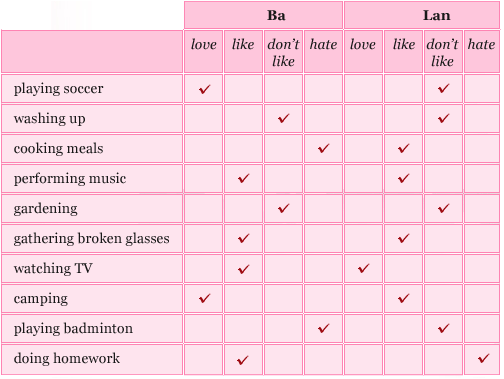 Ba Lan
love like don't like hate love like don't like hate
playing soccer ✓ ✓
washing up ✓ ✓
cooking meals ✓ ✓
performing music ✓ ✓
gardening ✓ ✓
gathering broken glasses ✓ ✓
watching TV ✓ ✓
camping ✓ ✓
playing badminton ✓ ✓
doing homework ✓ ✓